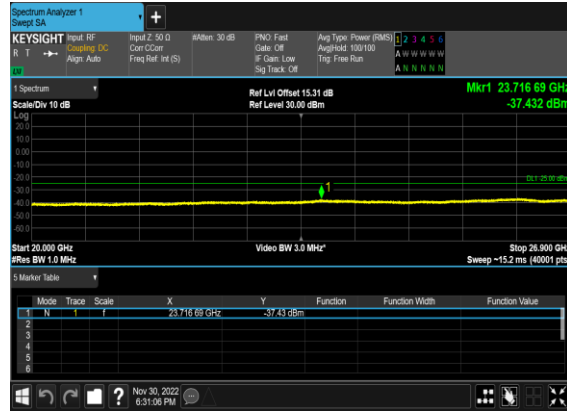 Spectrum Analyzer 1
Swept SA
+
KEYSIGHT Input: RF Input Z: 50 Ω #Atten: 30 dB PNO: Fast Avg Type: Power (RMS) 1 2 3 4 5 6
R T Coupling: DC Corr CCorr Gate: Off Avg|Hold: 100/100 A W W W W W
Align: Auto Freq Ref: Int (S) IF Gain: Low Trig: Free Run
Sig Track: Off A N N N N N
1 Spectrum Ref Lvl Offset 15.31 dB Mkr1 23.716 69 GHz
Scale/Div 10 dB Ref Level 30.00 dBm -37.432 dBm
Log
20.0
10.0
0.00
-10.0
-20.0
DL1 -25.00 dBm
-30.0
1
-40.0
-50.0
-60.0
Start 20.000 GHz Video BW 3.0 MHz* Stop 26.900 GHz
#Res BW 1.0 MHz Sweep ~15.2 ms (40001 pts)
5 Marker Table
Mode Trace Scale X Y Function Function Width Function Value
1 N 1 f 23.716 69 GHz -37.43 dBm
2
3
4
5
6
? Nov 30, 2022
6:31:06 PM